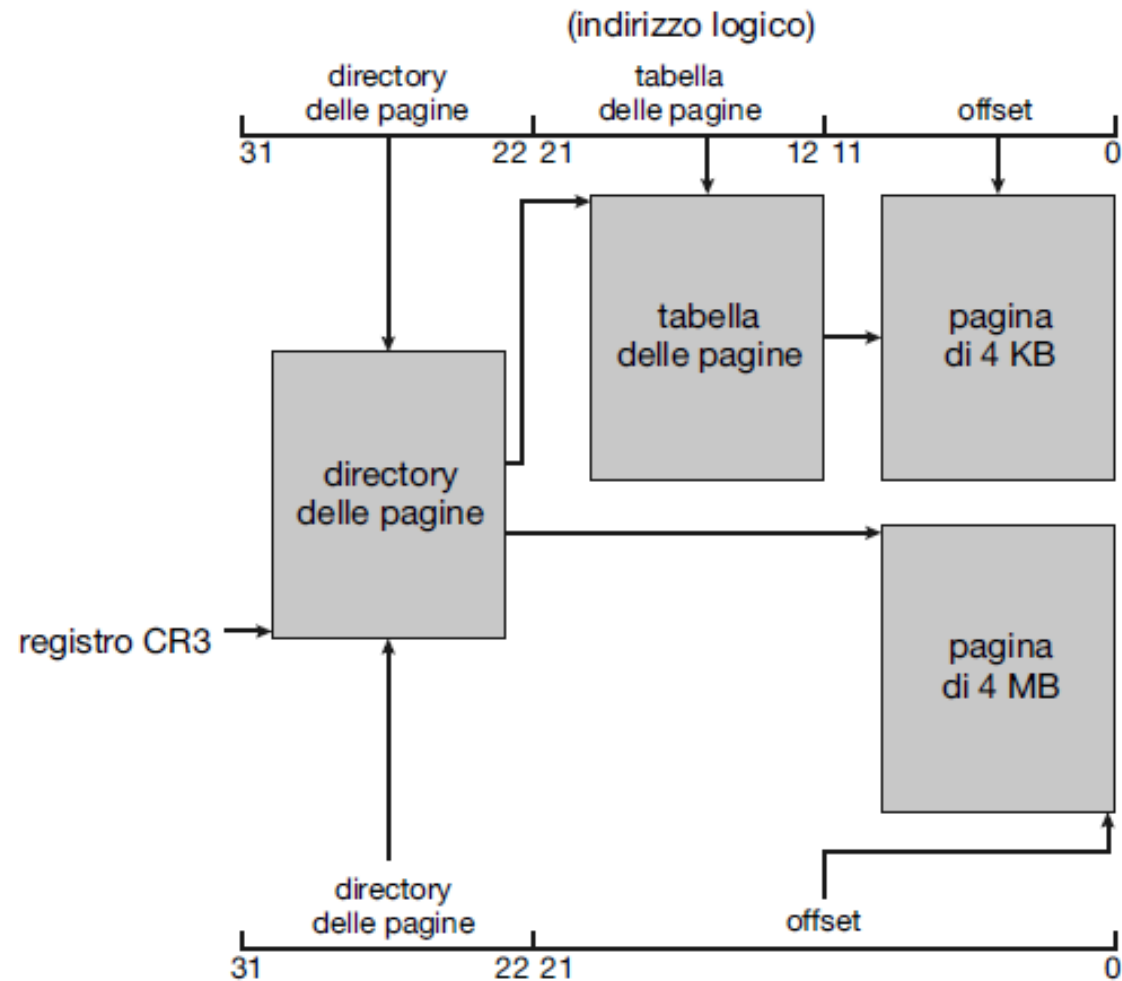 (indirizzo logico)
directory
delle pagine
tabella
delle pagine
offset
31
22 21
12 11
0
tabella
delle pagine
pagina
di 4 KB
directory
delle pagine
registro CR3
pagina
di 4 MB
directory
delle pagine
offset
31
22 21
0